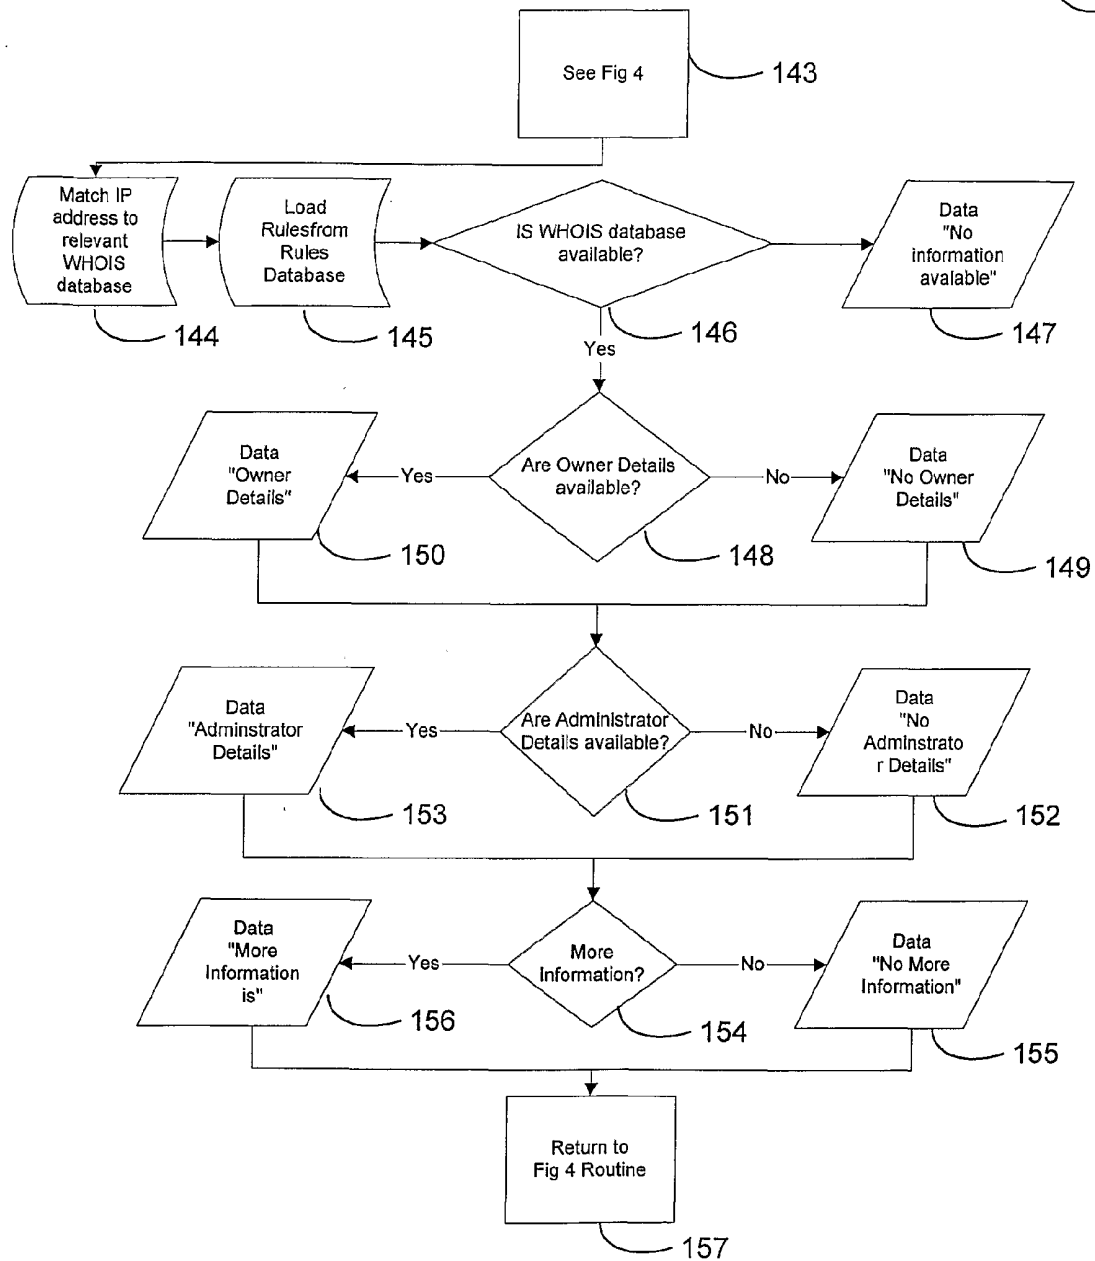 See Fig 4
143
Match IP
address to
relevant
WHOIS
database
144
Load
Rulesfrom
Rules
Database
145
IS WHOIS database
available?
146
Data
"No
information
available"
147
Yes
Data
"Owner
Details"
150
Yes
Are Owner Details
available?
148
No
Data
"No Owner
Details"
149
Data
"Adminstrator
Details"
153
Yes
Are Administrator
Details available?
151
No
Data
"No
Adminstrato
r Details"
152
Data
"More
Information
is"
156
Yes
More
Information?
154
No
Data
"No More
Information"
155
Return to
Fig 4 Routine
157